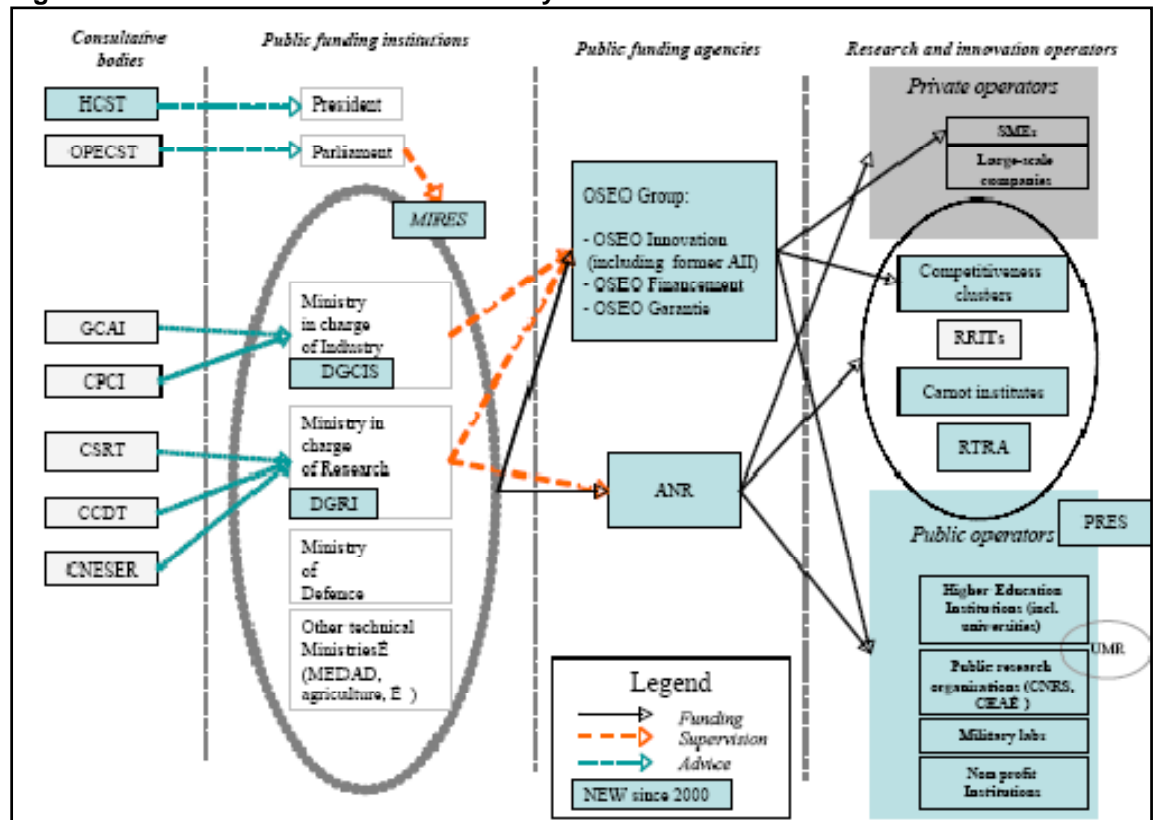 Consultative
bodies
Public funding institutions
Public funding agencies
Research and innovation operators
HCST
President
OPECST
Parliament
MIRES
Private operators
SMEs
Large-scale
companies
OSEO Group:
- OSEO Innovation
(including former AII)
- OSEO Financement
- OSEO Garantie
Competitiveness
clusters
RRITs
Carnot institutes
RTRA
GCAI
CPCI
Ministry
in charge
of Industry
DGCIS
CSRT
CCDT
CNESER
Ministry in
charge
of Research
DGRI
ANR
PRES
Public operators
Ministry
of
Defence
Other technical
MinistriesÉ
(MEDAD,
agriculture, É )
Higher Education
Institutions (incl.
universities)
UMR
Public research
organizations (CNRS,
CEAÉ )
Military labs
Non profit
Institutions
Legend
Funding
Supervision
Advice
NEW since 2000